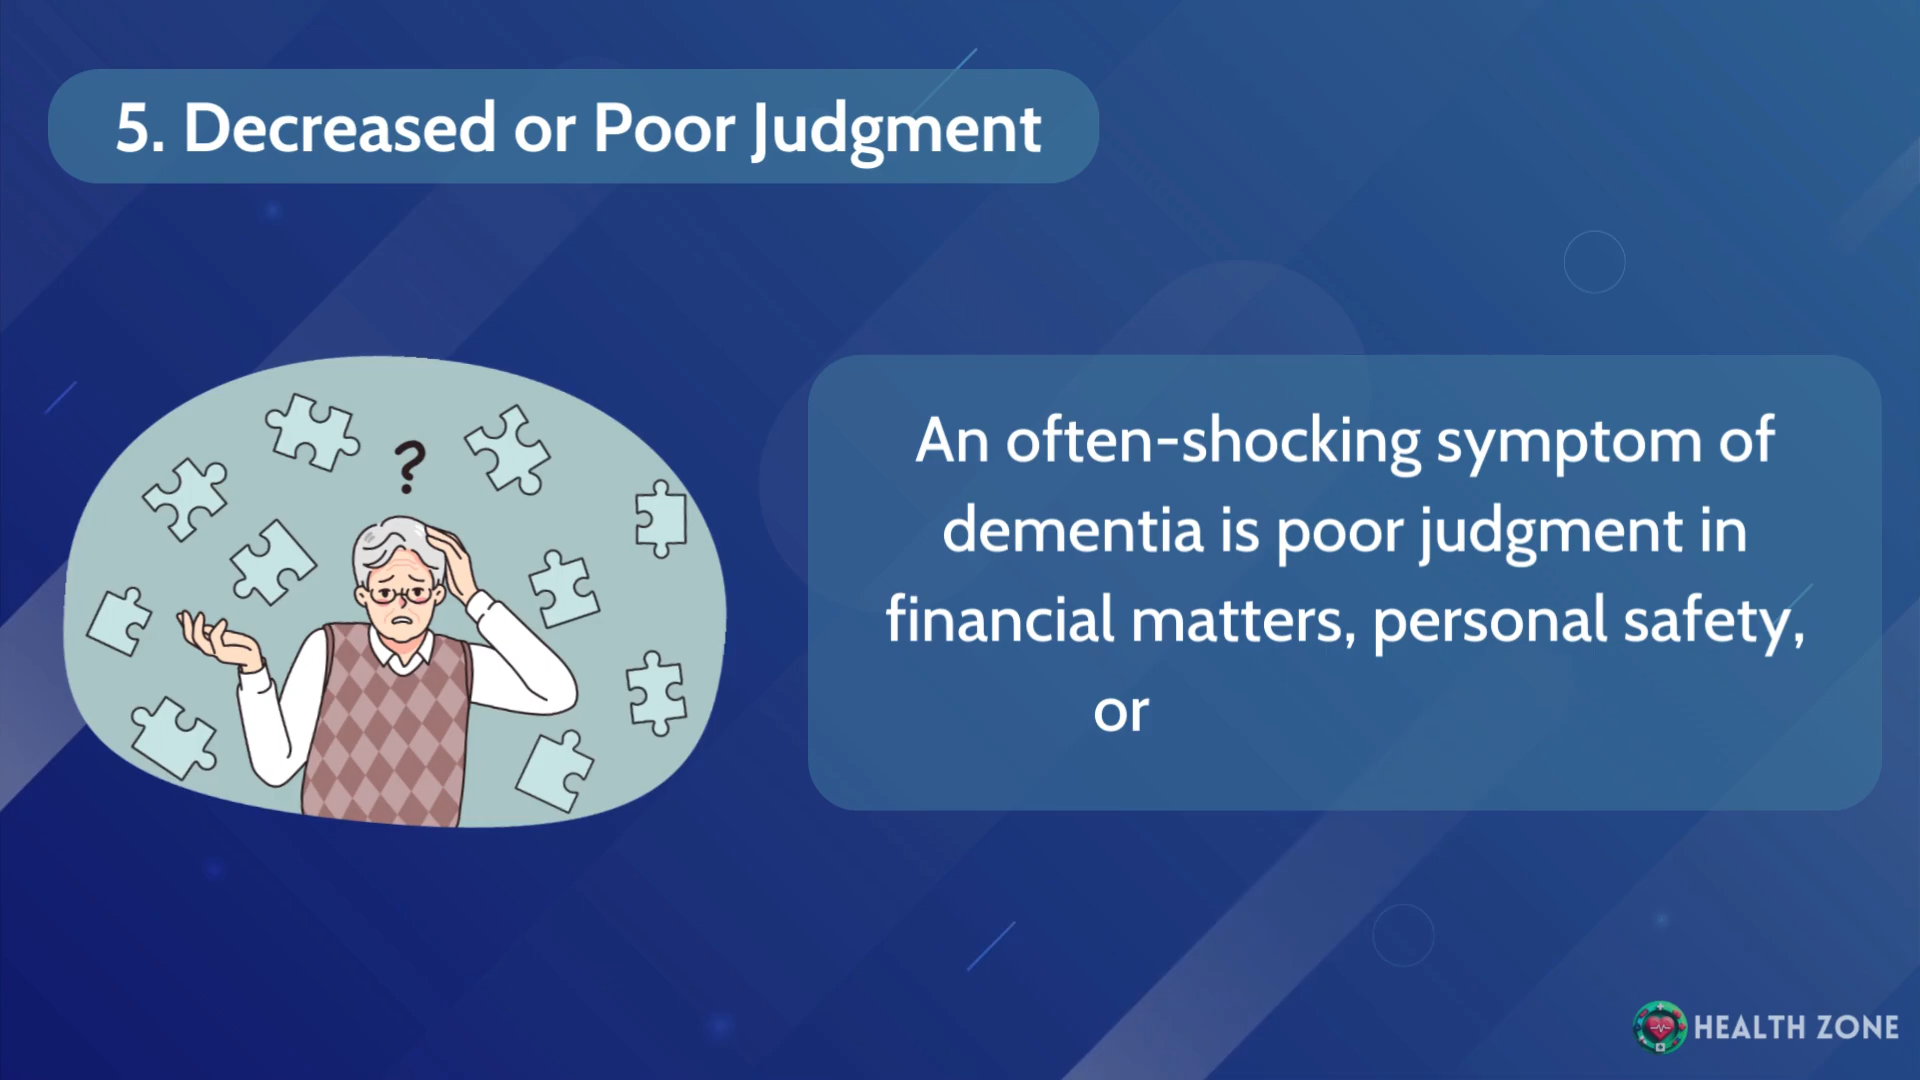 5. Decreased or Poor Judgment
?
An often-shocking symptom of
dementia is poor judgment in
financial matters, personal safety,
or
HEALTH ZONE